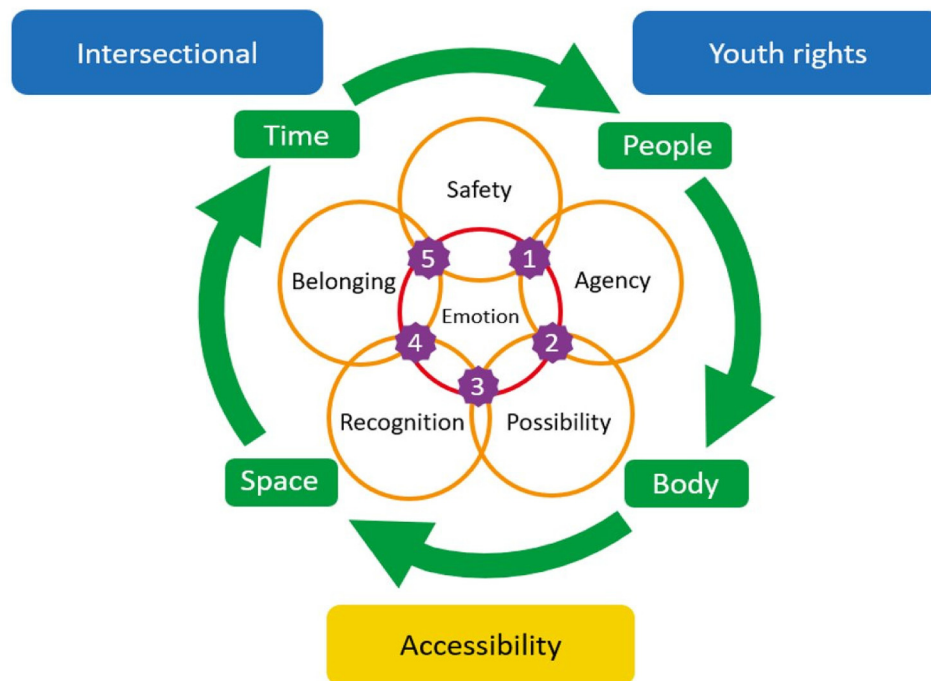 Intersectional
Youth rights
Time
People
Safety
5
1
Belonging
Agency
Emotion
4
2
3
Recognition
Possibility
Space
Body
Accessibility